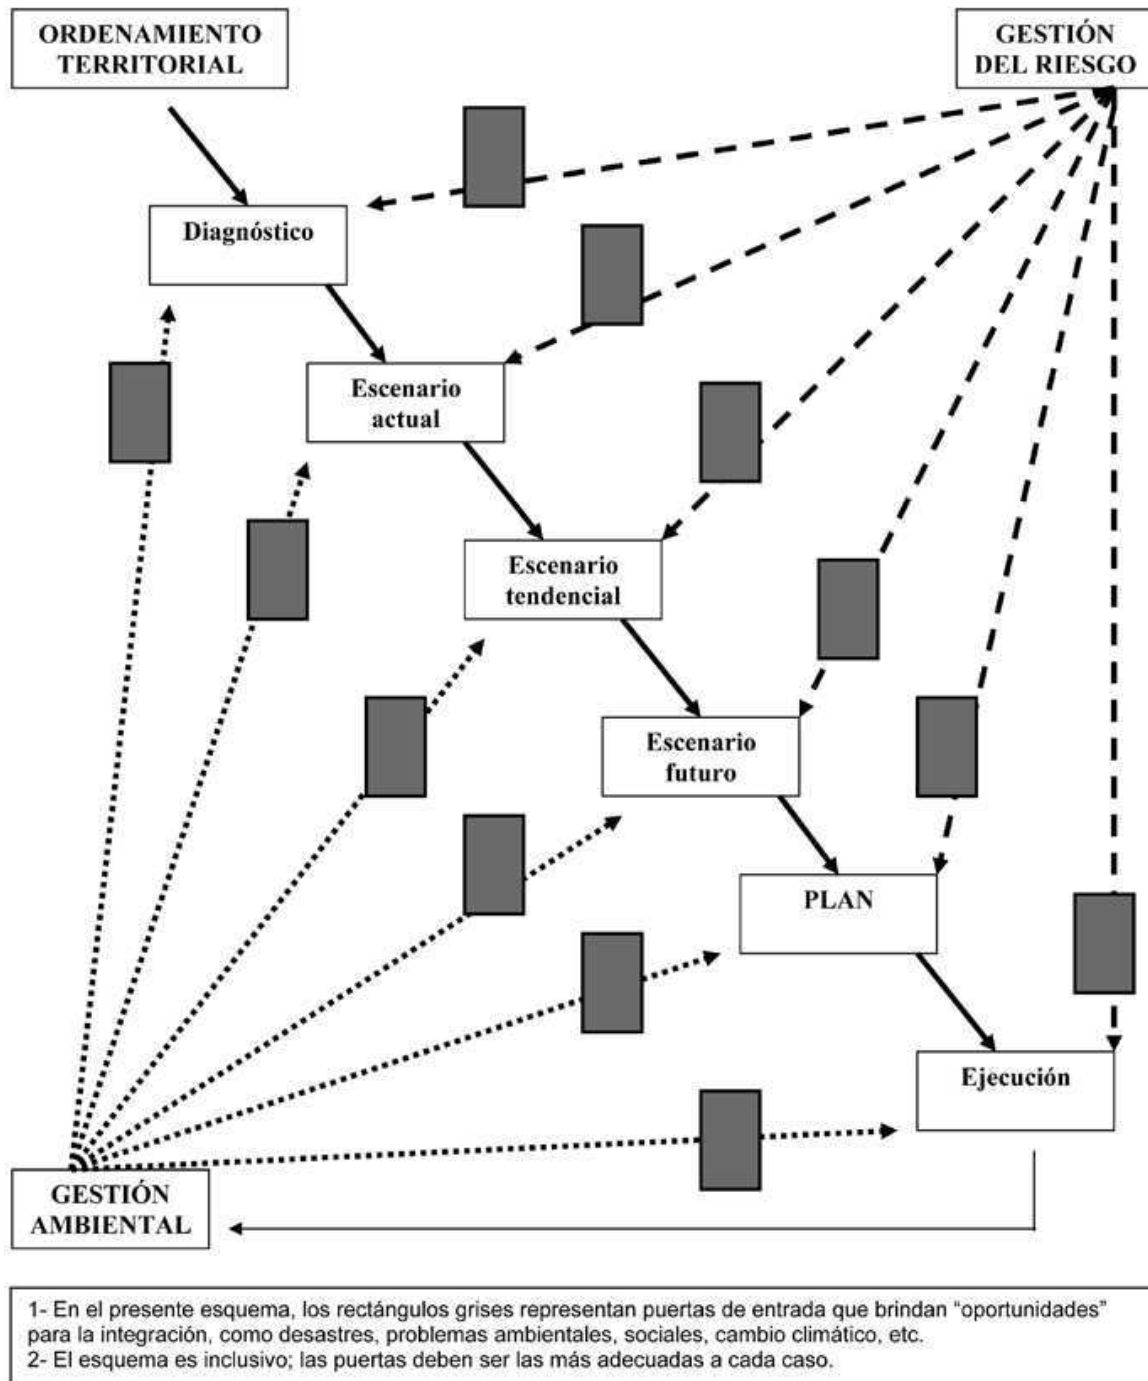 ORDENAMIENTO
TERRITORIAL
GESTIÓN
DEL RIESGO
Diagnóstico
Escenario
actual
Escenario
tendencial
Escenario
futuro
PLAN
Ejecución
GESTIÓN
AMBIENTAL
1- En el presente esquema, los rectángulos grises representan puertas de entrada que brindan “oportunidades”
para la integración, como desastres, problemas ambientales, sociales, cambio climático, etc.
2- El esquema es inclusivo; las puertas deben ser las más adecuadas a cada caso.